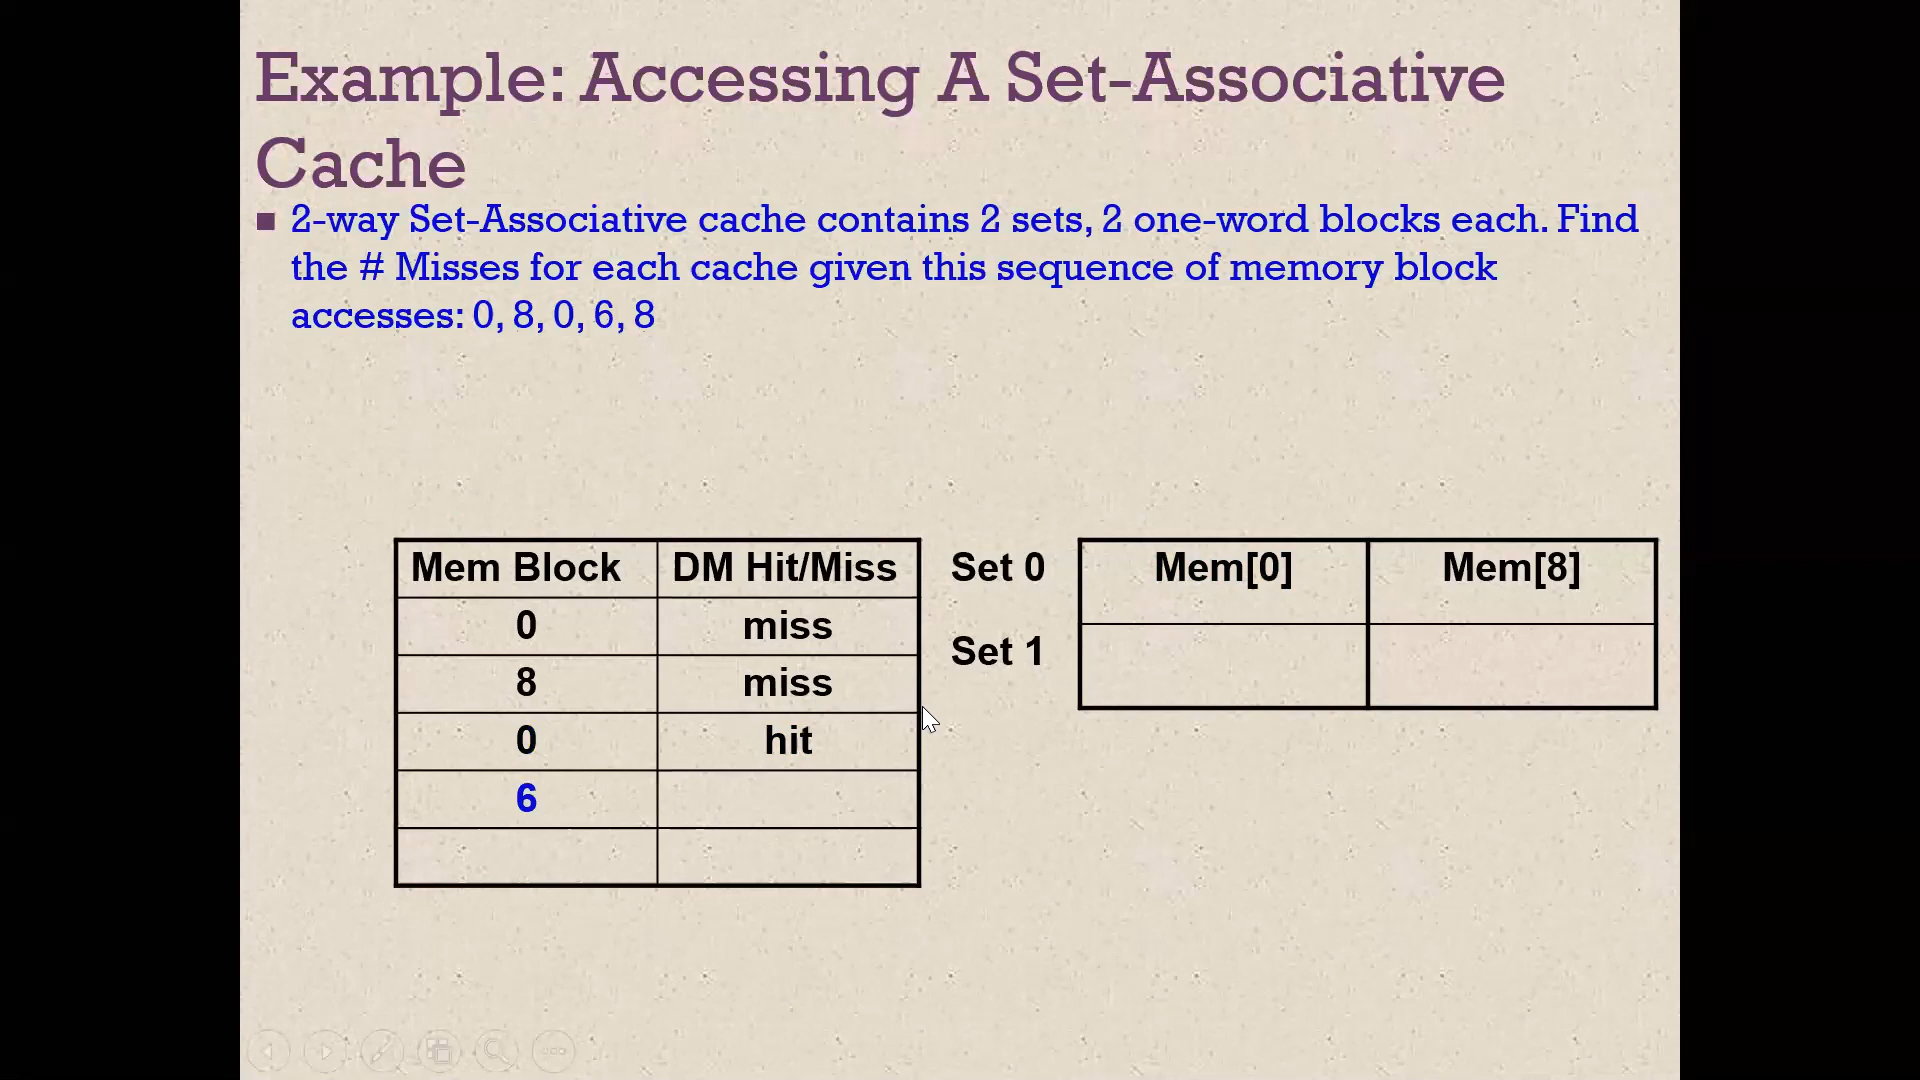 Example: Accessing A Set-Associative
Cache
2-way Set-Associative cache contains 2 sets, 2 one-word blocks each. Find
the # Misses for each cache given this sequence of memory block
accesses: 0, 8, 0, 6, 8
Mem Block DM Hit/Miss
0 miss
8 miss
0 hit
6
Set 0 Mem[0] Mem[8]
Set 1